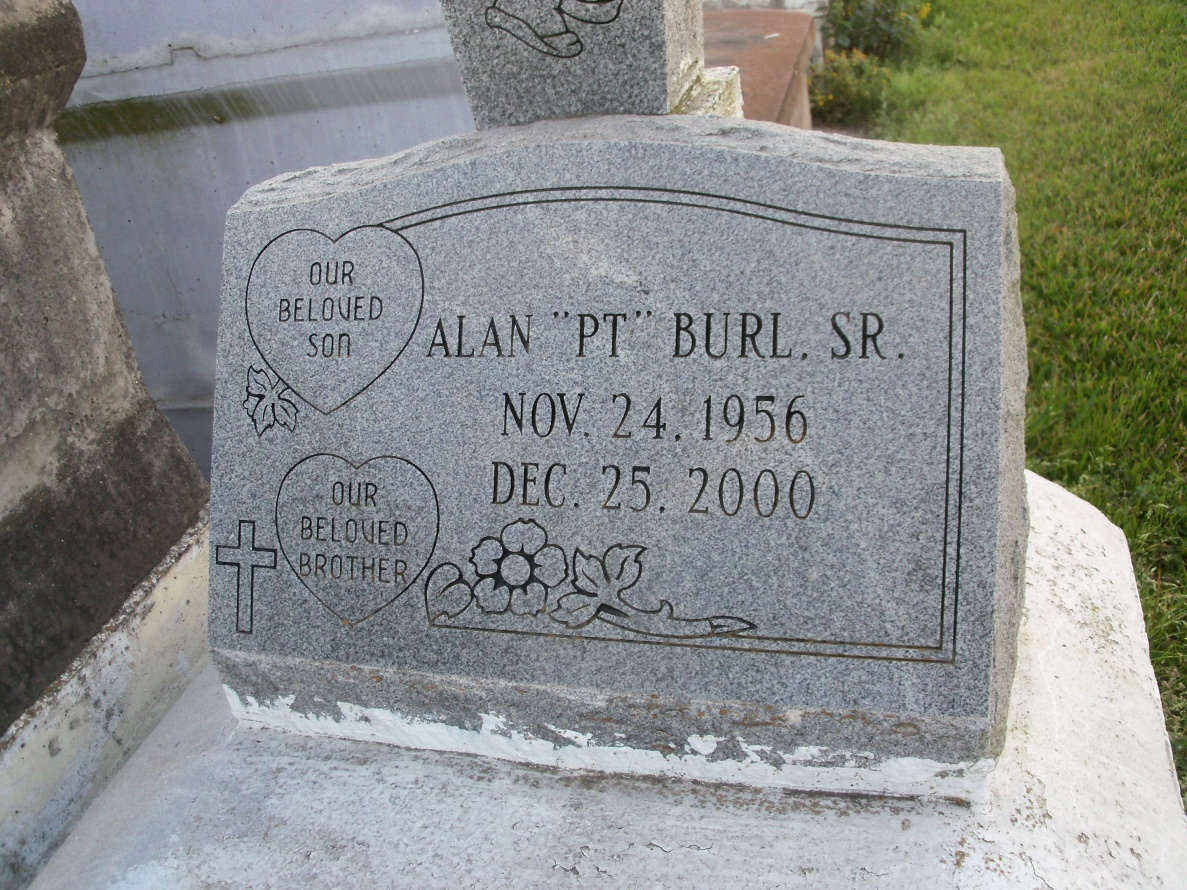 OUR
BELOVED
SON
ALAN "PT" BURL. SR.
NOV. 24. 1956
DEC. 25. 2000
OUR
BELOVED
BROTHER